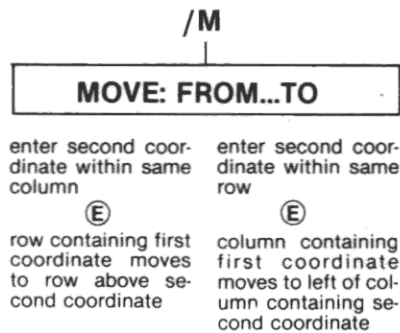 /M
MOVE: FROM...TO
enter second coor-
dinate within same
column
Ⓔ
row containing first
coordinate moves
to row above se-
cond coordinate
enter second coor-
dinate within same
row
Ⓔ
column containing
first coordinate
moves to left of col-
umn containing se-
cond coordinate